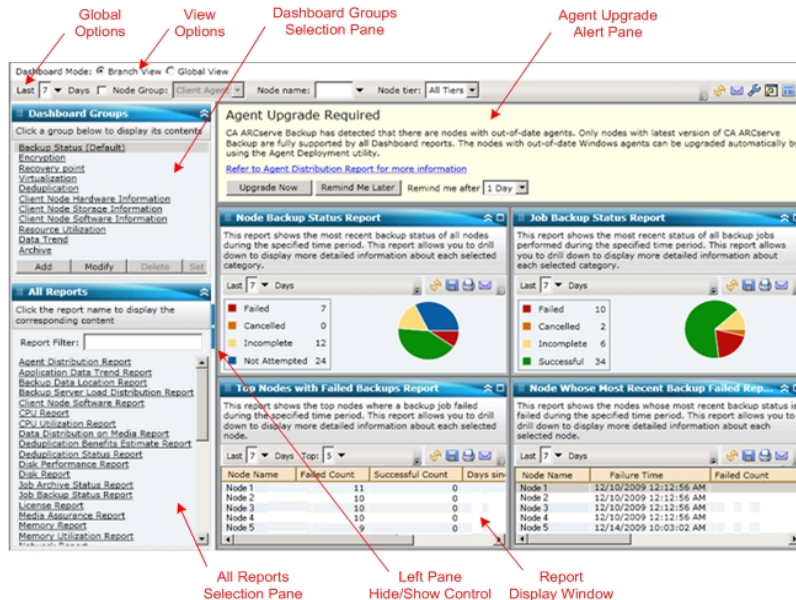 Global Options
View Options
Dashboard Groups Selection Pane
Agent Upgrade Alert Pane
Dashboard Mode: Branch View Global View
Last 7 Days Node Group: Client Agent Node name: Node tier: All Tiers
Dashboard Groups
Click a group below to display its contents
Backup Status (Default)
Encryption
Recovery point
Virtualization
Deduplication
Client Node Hardware Information
Client Node Storage Information
Client Node Software Information
Resource Utilization
Data Trend
Archive
Add Modify Delete Set
All Reports
Click the report name to display the
corresponding content
Report Filter:
Agent Distribution Report
Application Data Trend Report
Backup Data Location Report
Backup Server Load Distribution Report
Client Node Software Report
CPU Report
CPU Utilization Report
Data Distribution on Media Report
Deduplication Benefits Estimate Report
Deduplication Status Report
Disk Performance Report
Disk Report
Job Archive Status Report
Job Backup Status Report
License Report
Media Assurance Report
Memory Report
Memory Utilization Report
Network Report
Agent Upgrade Required
CA ARCserve Backup has detected that there are nodes with out-of-date agents. Only nodes with latest version of CA ARCserve
Backup are fully supported by all Dashboard reports. The nodes with out-of-date Windows agents can be upgraded automatically by
using the Agent Deployment utility.
Refer to Agent Distribution Report for more information
Upgrade Now Remind Me Later Remind me after 1 Day
Node Backup Status Report
This report shows the most recent backup status of all nodes
during the specified time period. This report allows you to drill
down to display more detailed information about each selected
category.
Last 7 Days
Failed 7
Cancelled 0
Incomplete 12
Not Attempted 24
Job Backup Status Report
This report shows the most recent status of all backup jobs
performed during the specified time period. This report allows
you to drill down to display more detailed information about
each selected category.
Last 7 Days
Failed 10
Cancelled 2
Incomplete 6
Successful 34
Top Nodes with Failed Backups Report
This report shows the top nodes where a backup job failed
during the specified time period. This report allows you to drill
down to display more detailed information about each selected
node.
Last 7 Days Top: 5
Node Name Failed Count Successful Count Days sinc
Node 1 11 0
Node 2 10 0
Node 3 10 0
Node 4 10 0
Node 5 9 0
Node Whose Most Recent Backup Failed Rep...
This report shows the nodes whose most recent backup status is
failed during the specified time period. This report allows you to
drill down to display more detailed information about each
selected node.
Last 7 Days
Node Name Failure Time Failed Count
Node 1 12/10/2009 12:12:56 AM
Node 2 12/10/2009 12:12:56 AM
Node 3 12/10/2009 12:12:56 AM
Node 4 12/10/2009 12:12:56 AM
Node 5 12/14/2009 10:03:02 AM
All Reports Selection Pane
Left Pane Hide/Show Control
Report Display Window